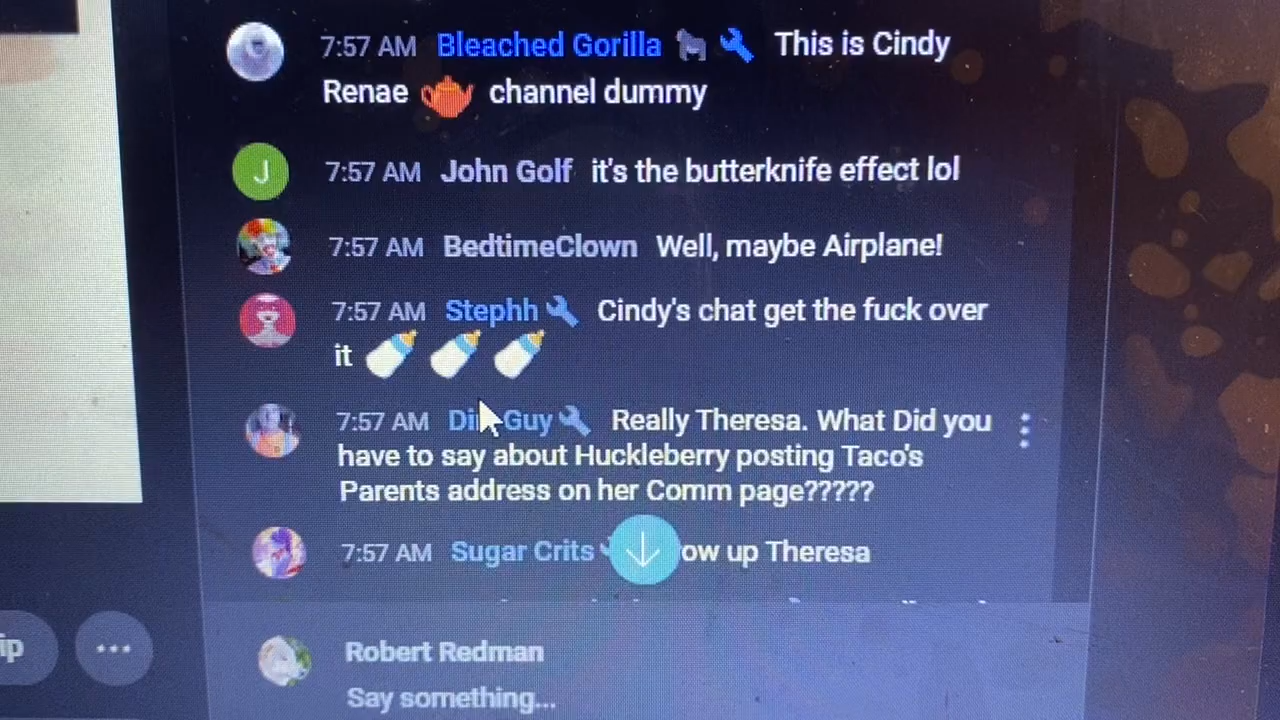 7:57 AM Bleached Gorilla This is Cindy
Renae channel dummy
J
7:57 AM John Golf it's the butterknife effect lol
7:57 AM BedtimeClown Well, maybe Airplane!
7:57 AM Stephh Cindy's chat get the fuck over
it
7:57 AM Guy Really Theresa. What Did you
have to say about Huckleberry posting Taco's
Parents address on her Comm page?????
7:57 AM Sugar Crits up Theresa
Robert Redman
Say something...